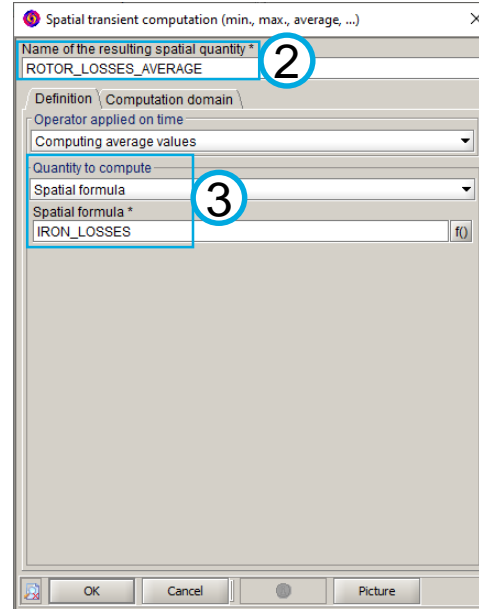 Spatial transient computation (min., max., average, ...)
Name of the resulting spatial quantity *
ROTOR_LOSSES_AVERAGE
2
Definition Computation domain
Operator applied on time
Computing average values
Quantity to compute
Spatial formula
3
Spatial formula *
IRON_LOSSES f()
OK Cancel Picture